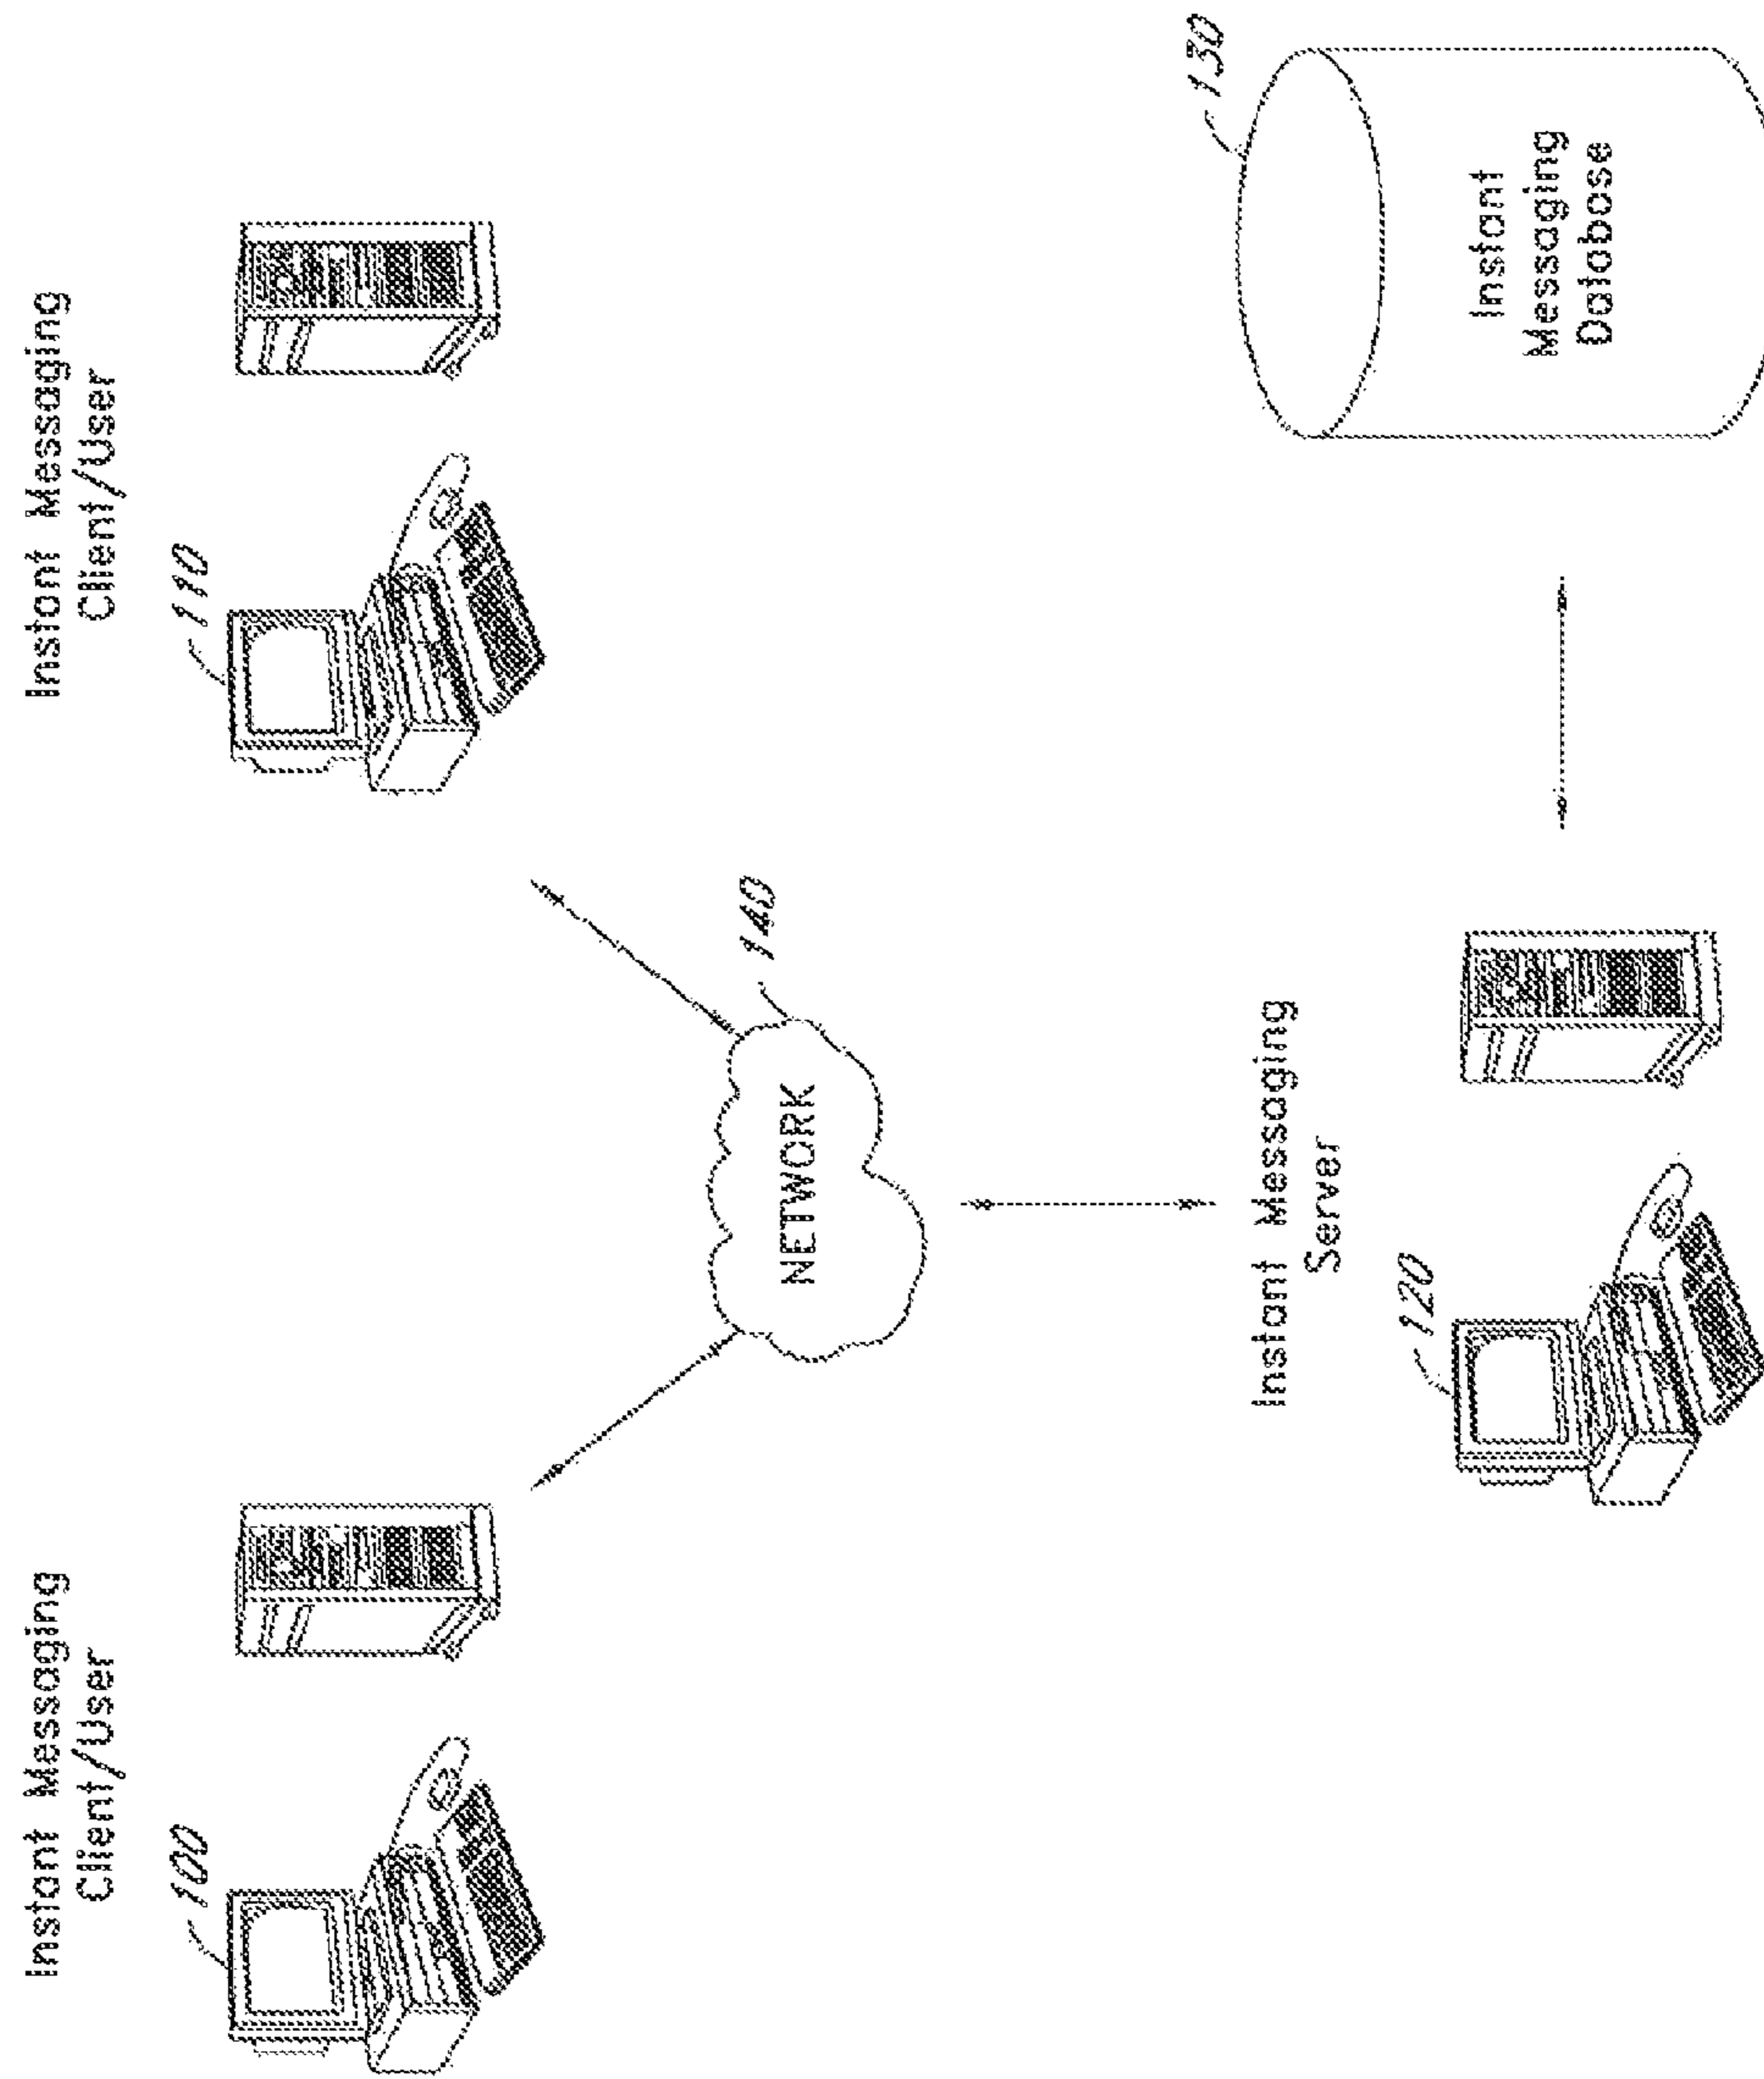 Instant Messaging
Client/User
100
Instant Messaging
Client/User
110
NETWORK
140
Instant Messaging
Server
120
130
Instant
Messaging
Database